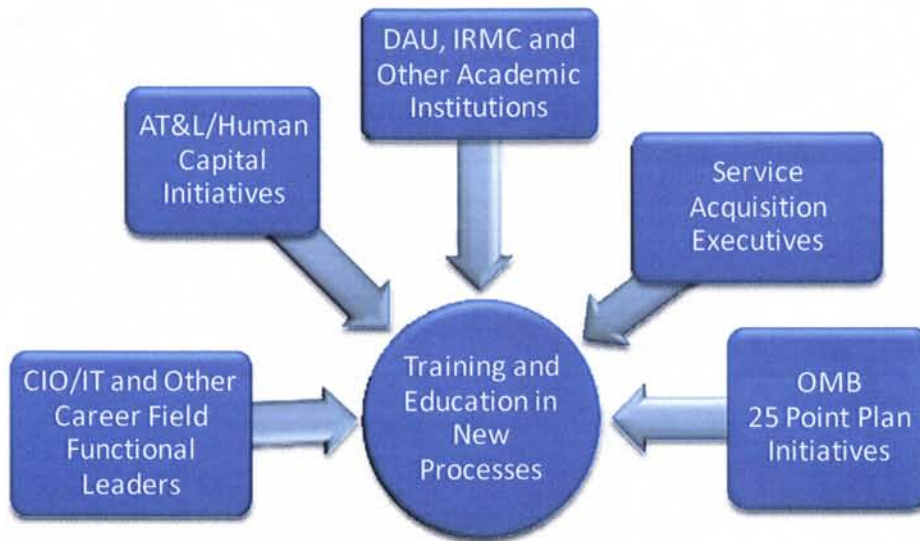 DAU, IRMC and
Other Academic
Institutions
AT&L/Human
Capital
Initiatives
Service
Acquisition
Executives
CIO/IT and Other
Career Field
Functional
Leaders
Training and
Education in
New
Processes
OMB
25 Point Plan
Initiatives